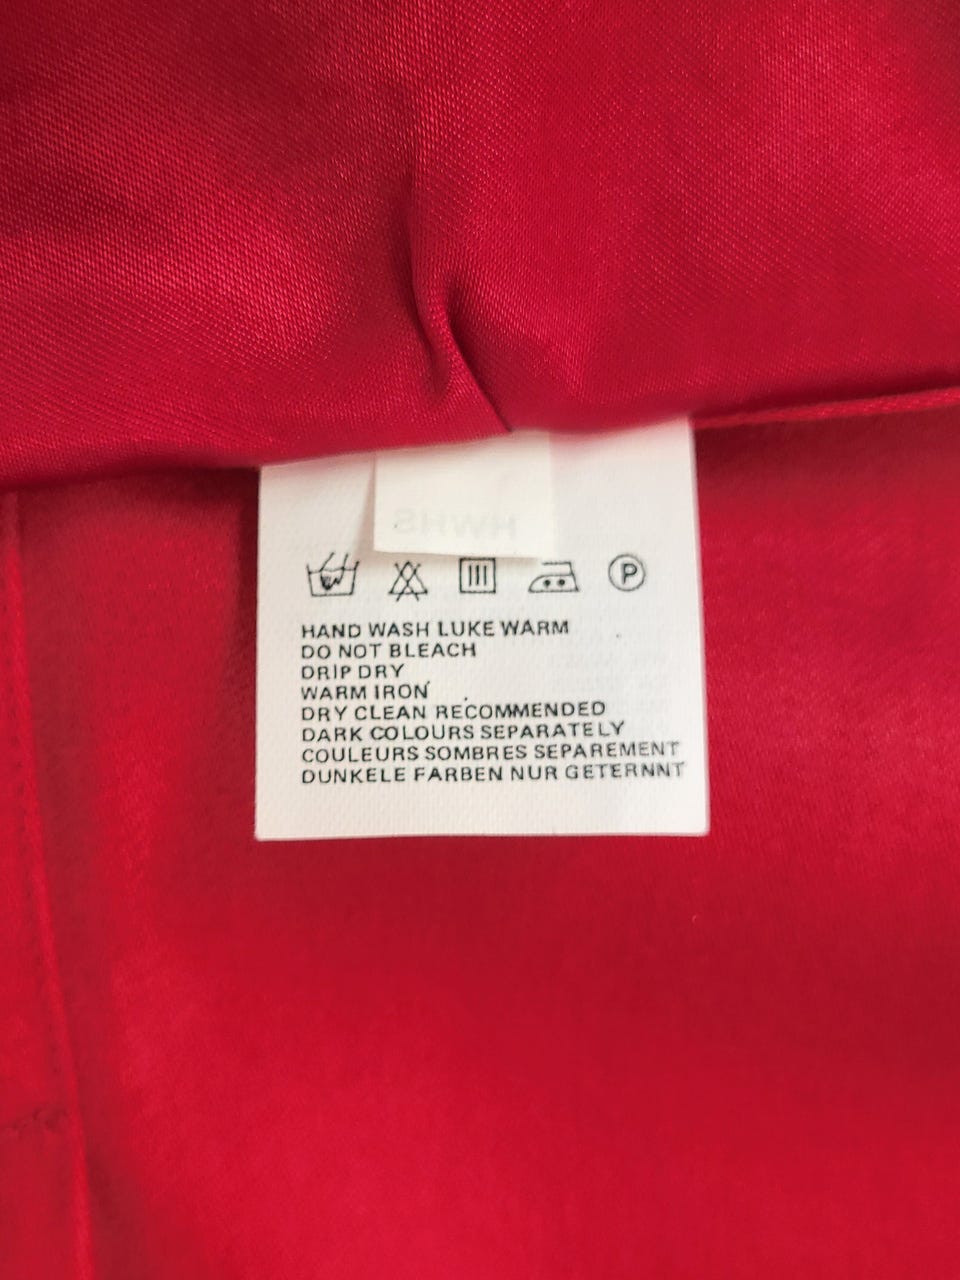 HWHS
HAND WASH LUKE WARM
DO NOT BLEACH
DRIP DRY
WARM IRON
DRY CLEAN RECOMMENDED
DARK COLOURS SEPARATELY
COULEURS SOMBRES SEPAREMENT
DUNKELE FARBEN NUR GETERNNT
P